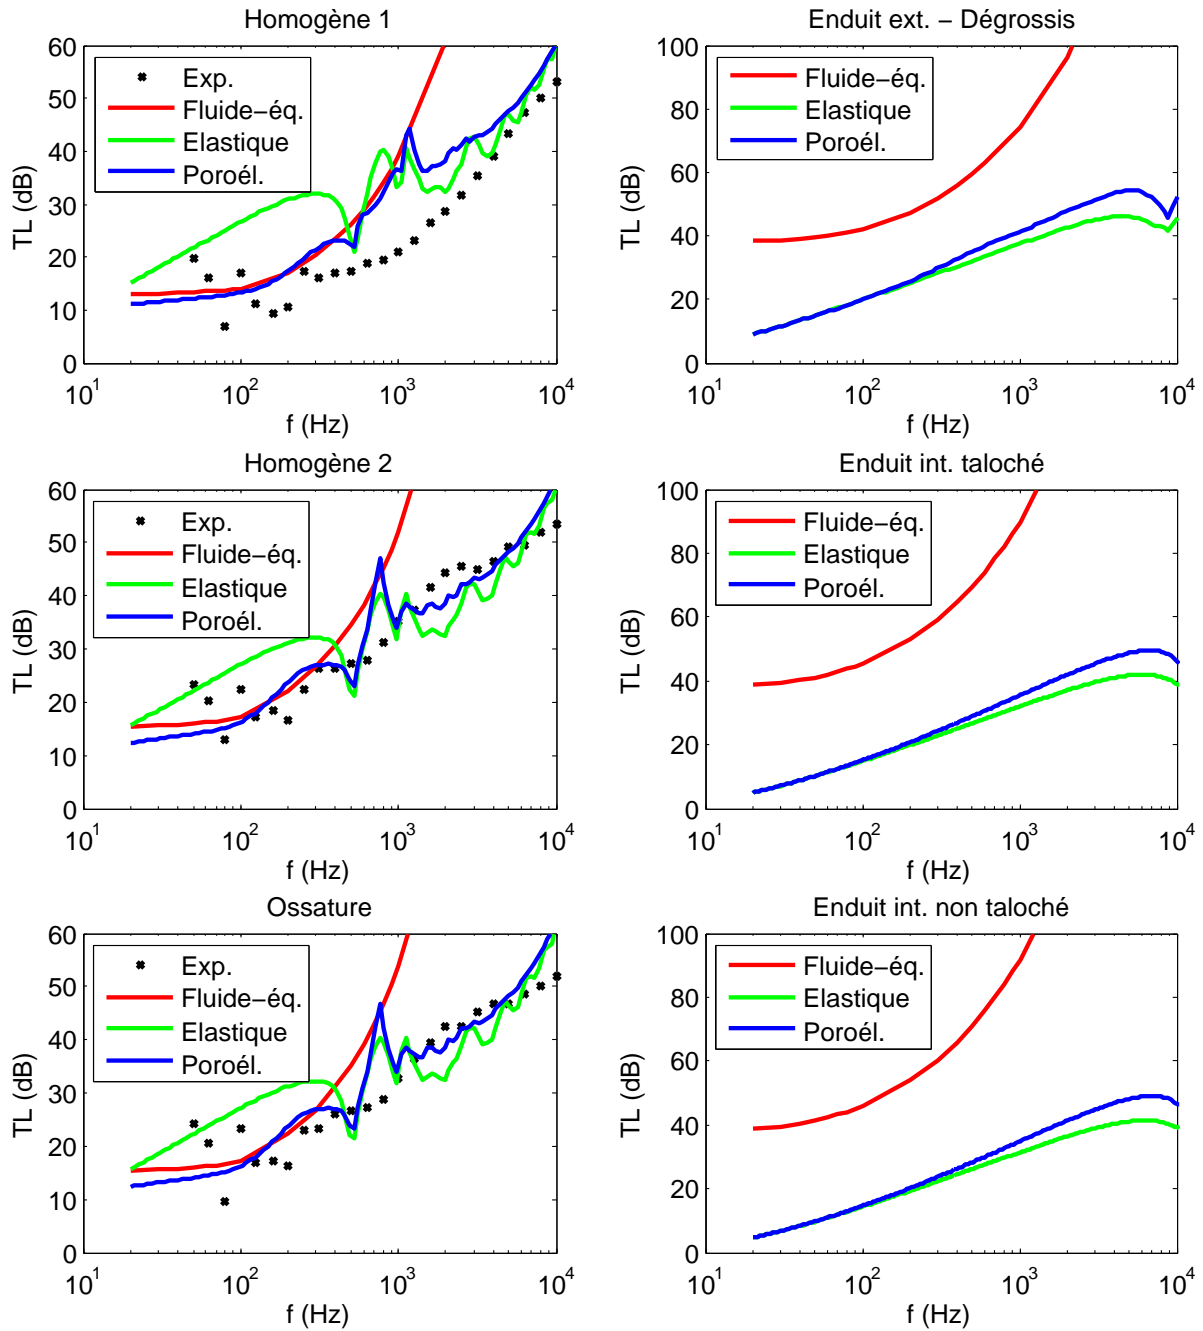 Homogène 1
60
50
40
30
20
10
0
TL (dB)
Exp.
Fluide−éq.
Elastique
Poroél.
10^1
10^2
10^3
10^4
f (Hz)
Enduit ext. − Dégrossis
100
80
60
40
20
0
TL (dB)
Fluide−éq.
Elastique
Poroél.
10^1
10^2
10^3
10^4
f (Hz)
Homogène 2
60
50
40
30
20
10
0
TL (dB)
Exp.
Fluide−éq.
Elastique
Poroél.
10^1
10^2
10^3
10^4
f (Hz)
Enduit int. taloché
100
80
60
40
20
0
TL (dB)
Fluide−éq.
Elastique
Poroél.
10^1
10^2
10^3
10^4
f (Hz)
Ossature
60
50
40
30
20
10
0
TL (dB)
Exp.
Fluide−éq.
Elastique
Poroél.
10^1
10^2
10^3
10^4
f (Hz)
Enduit int. non taloché
100
80
60
40
20
0
TL (dB)
Fluide−éq.
Elastique
Poroél.
10^1
10^2
10^3
10^4
f (Hz)